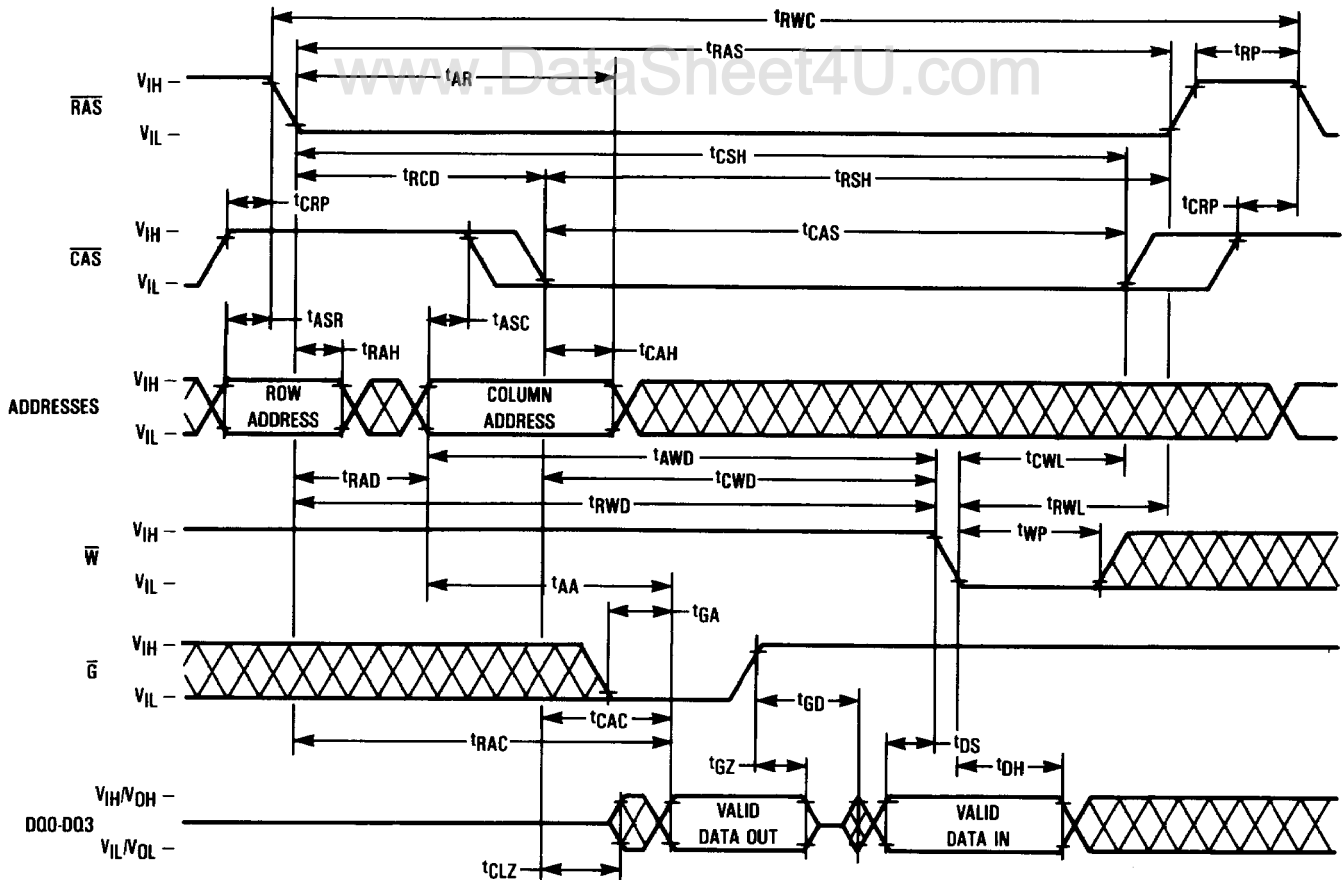 tRWC
tRAS
tRP
www.DataSheet4U.com
tAR
VIH
RAS
VIL
tCSH
tRCD
tRSH
tCRP
tCRP
VIH
tCAS
CAS
VIL
tASR
tASC
tRAH
tCAH
VIH
ADDRESSES
ROW ADDRESS
COLUMN ADDRESS
VIL
tAWD
tCWL
tRAD
tCWD
tRWD
tRWL
VIH
tWP
W
VIL
tAA
tGA
VIH
G
VIL
tGD
tCAC
tRAC
tDS
tGZ
tDH
VIH/VOH
DQ0-DQ3
VALID DATA OUT
VALID DATA IN
VIL/VOL
tCLZ